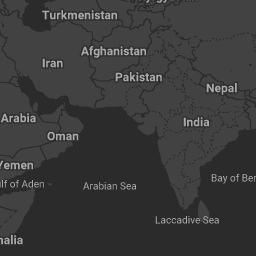 Turkmenistan
Afghanistan
Iran
Pakistan
Nepal
Arabia
India
Oman
Yemen
lf of Aden
Arabian Sea
Bay of Ben
Laccadive Sea
malia